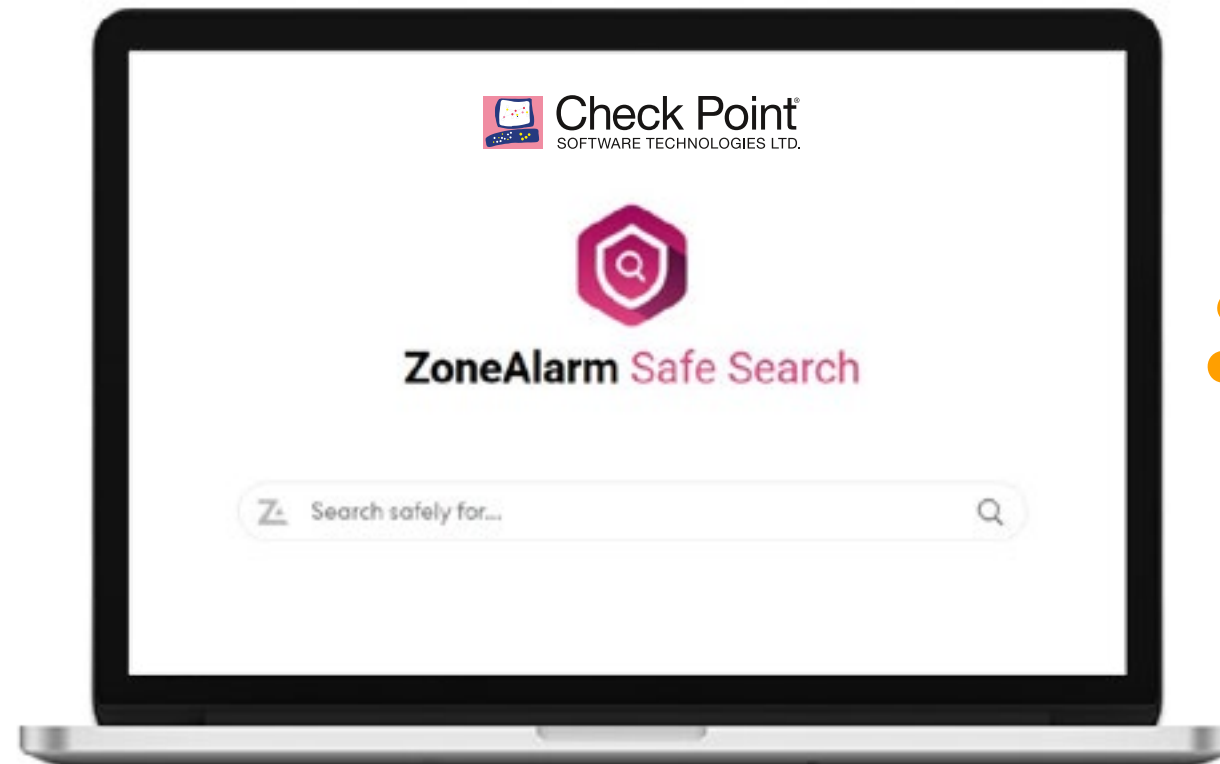 Check Point®
SOFTWARE TECHNOLOGIES LTD.
ZoneAlarm Safe Search
Search safely for...